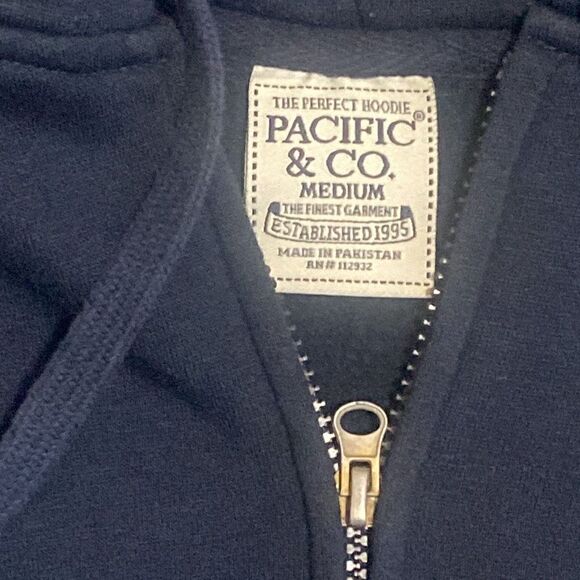 THE PERFECT HOODIE
PACIFIC®
& CO.
MEDIUM
THE FINEST GARMENT
ESTABLISHED 1995
MADE IN PAKISTAN
RN# 112932